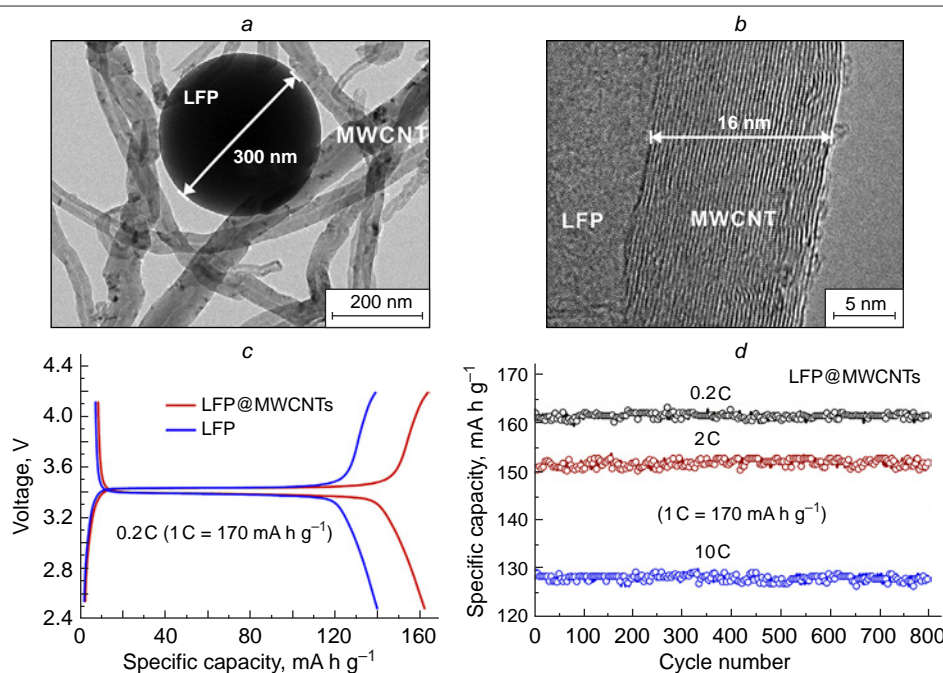 a
LFP
MWCNT
300 nm
200 nm
b
16 nm
LFP
MWCNT
5 nm
c
4.4
4.0
3.6
3.2
2.8
2.4
Voltage, V
LFP@MWCNTs
LFP
0.2C (1C = 170 mA h g⁻¹)
0 40 80 120 160
Specific capacity, mA h g⁻¹
d
170
160
150
140
130
120
Specific capacity, mA h g⁻¹
LFP@MWCNTs
0.2C
2C
(1C = 170 mA h g⁻¹)
10C
0 100 200 300 400 500 600 700 800
Cycle number